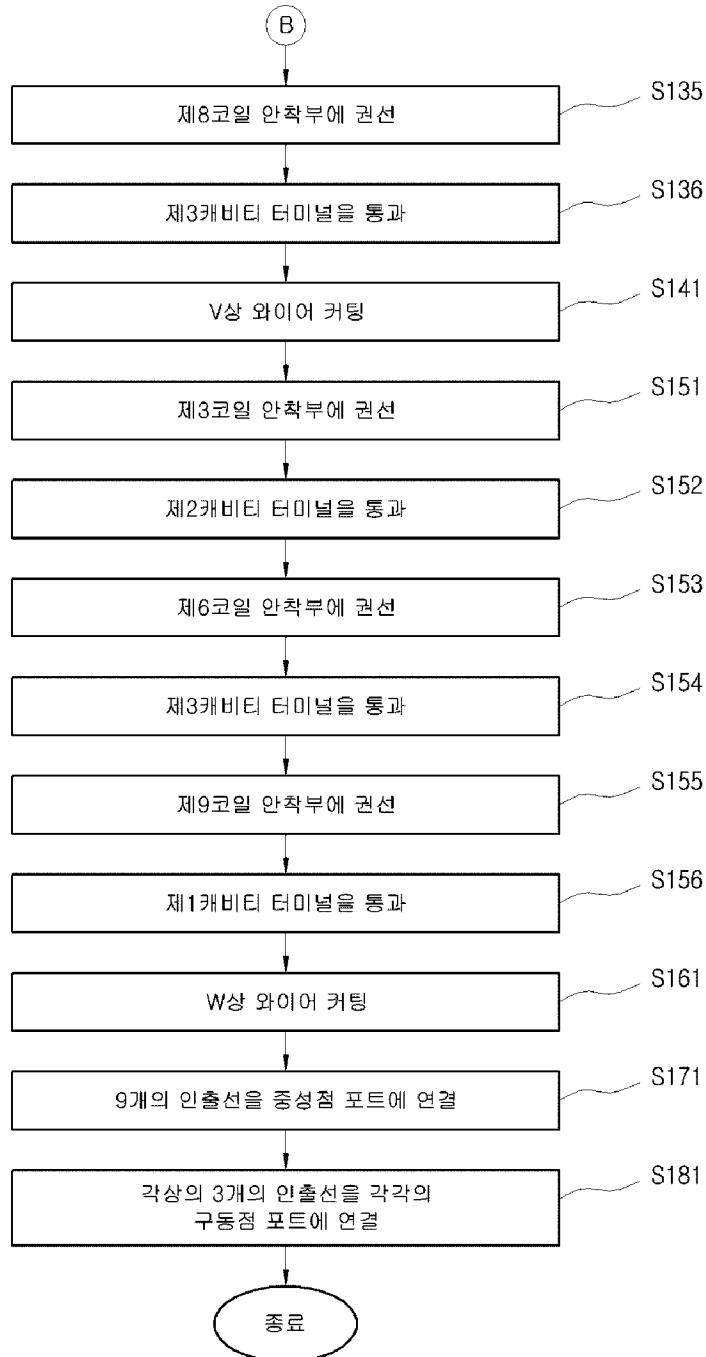 B
제8코일 안착부에 권선
S135
제3캐비티 터미널을 통과
S136
V상 와이어 커팅
S141
제3코일 안착부에 권선
S151
제2캐비티 터미널을 통과
S152
제6코일 안착부에 권선
S153
제3캐비티 터미널을 통과
S154
제9코일 안착부에 권선
S155
제1캐비티 터미널을 통과
S156
W상 와이어 커팅
S161
9개의 인출선을 중성점 포트에 연결
S171
각상의 3개의 인출선을 각각의
구동점 포트에 연결
S181
종료